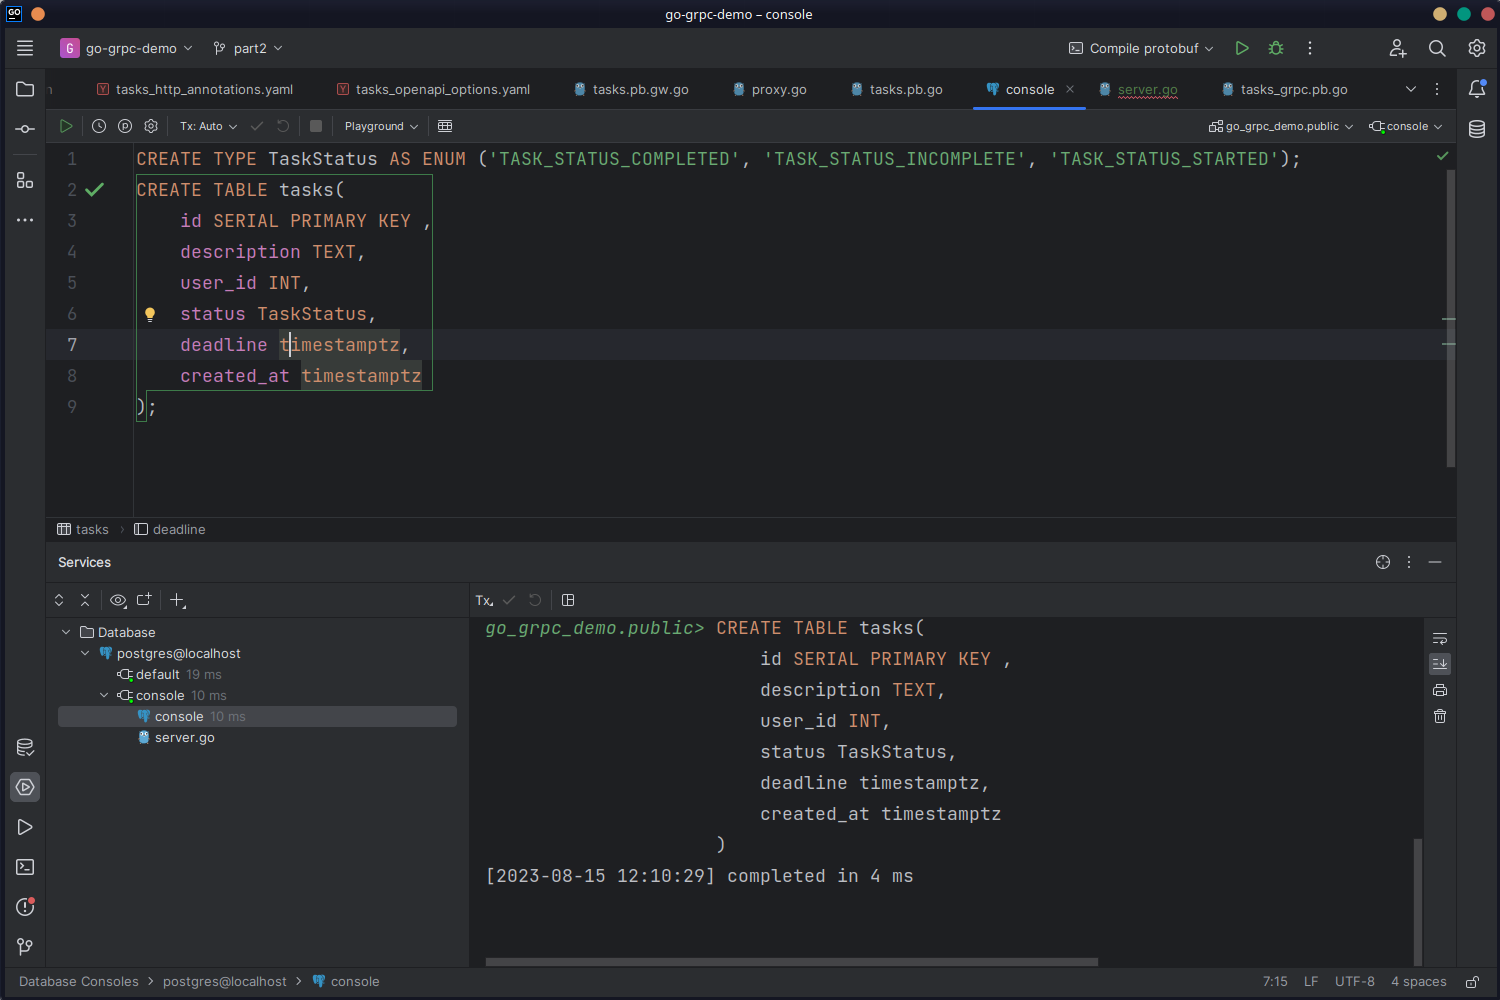 GO
go-grpc-demo – console
G go-grpc-demo part2 Compile protobuf
tasks_http_annotations.yaml tasks_openapi_options.yaml tasks.pb.gw.go proxy.go tasks.pb.go console server.go tasks_grpc.pb.go
Tx: Auto Playground go_grpc_demo.public console
1 CREATE TYPE TaskStatus AS ENUM ('TASK_STATUS_COMPLETED', 'TASK_STATUS_INCOMPLETE', 'TASK_STATUS_STARTED');
2 CREATE TABLE tasks(
3 id SERIAL PRIMARY KEY ,
4 description TEXT,
5 user_id INT,
6 status TaskStatus,
7 deadline timestamptz,
8 created_at timestamptz
9 );
tasks deadline
Services
Tx
Database
postgres@localhost
default 19 ms
console 10 ms
console 10 ms
server.go
go_grpc_demo.public> CREATE TABLE tasks(
id SERIAL PRIMARY KEY ,
description TEXT,
user_id INT,
status TaskStatus,
deadline timestamptz,
created_at timestamptz
)
[2023-08-15 12:10:29] completed in 4 ms
Database Consoles > postgres@localhost > console 7:15 LF UTF-8 4 spaces